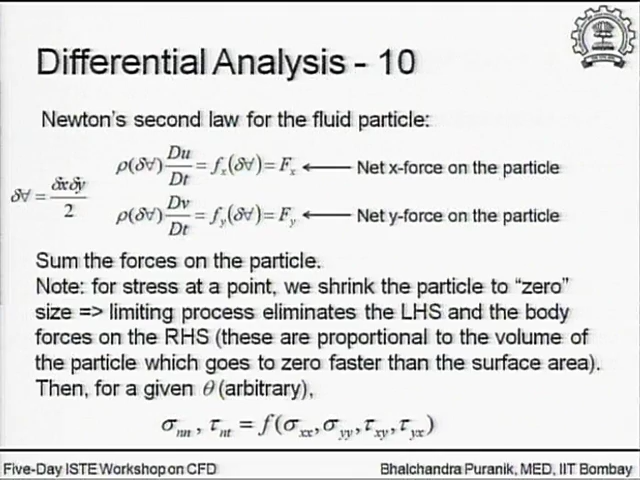 Differential Analysis - 10
Newton's second law for the fluid particle:
δ∀ = δxδy / 2
ρ(δ∀) Du/Dt = fx(δ∀) = Fx ← Net x-force on the particle
ρ(δ∀) Dv/Dt = fy(δ∀) = Fy ← Net y-force on the particle
Sum the forces on the particle.
Note: for stress at a point, we shrink the particle to "zero"
size => limiting process eliminates the LHS and the body
forces on the RHS (these are proportional to the volume of
the particle which goes to zero faster than the surface area).
Then, for a given θ (arbitrary),
σnn, τnt = f(σxx, σyy, τxy, τyx)
Five-Day ISTE Workshop on CFD
Bhalchandra Puranik, MED, IIT Bombay